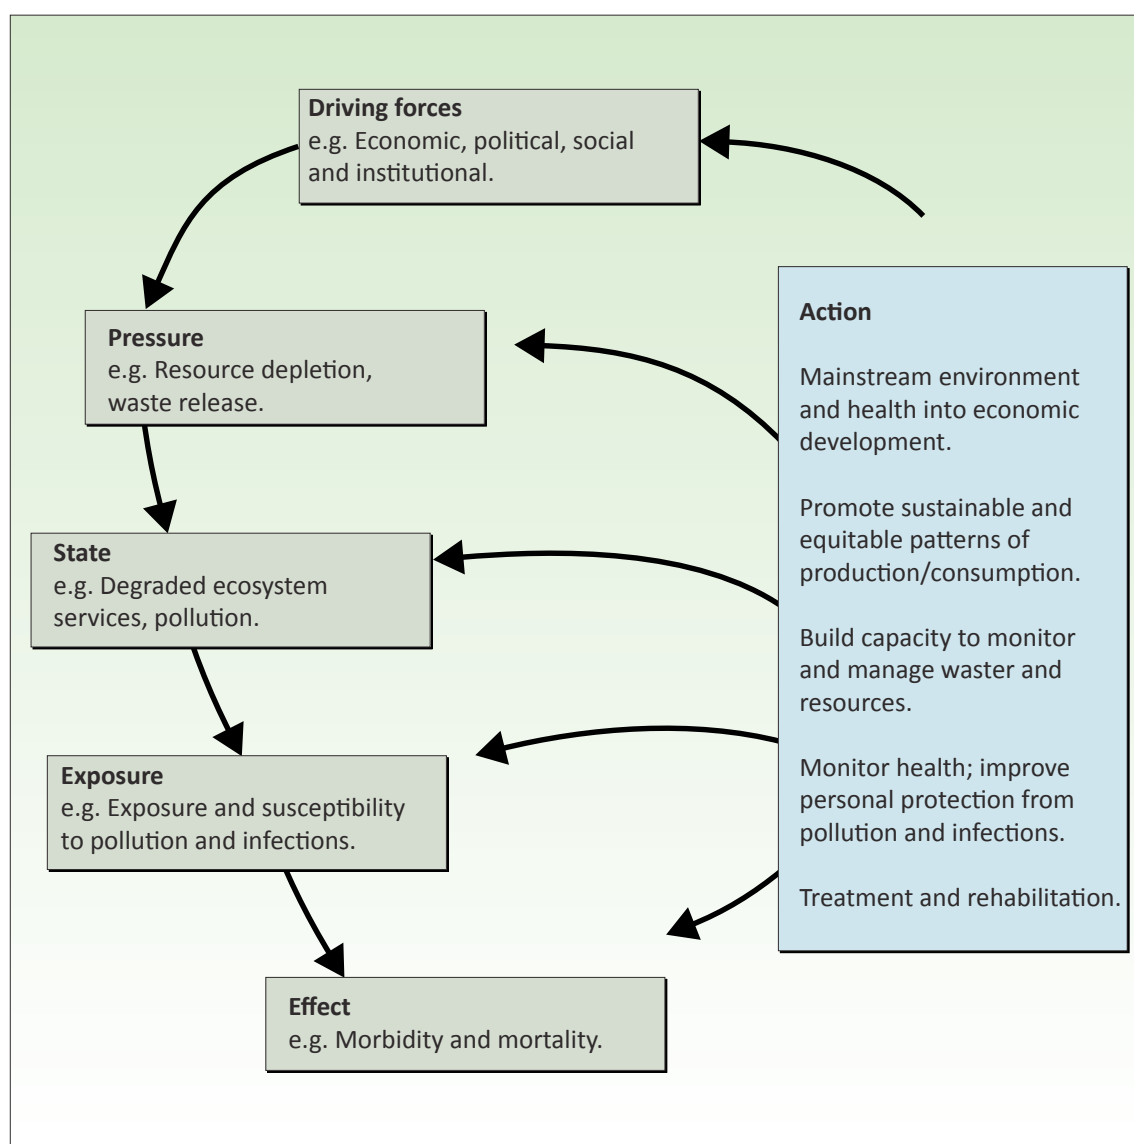 Driving forces
e.g. Economic, political, social
and institutional.
Pressure
e.g. Resource depletion,
waste release.
State
e.g. Degraded ecosystem
services, pollution.
Exposure
e.g. Exposure and susceptibility
to pollution and infections.
Effect
e.g. Morbidity and mortality.
Action
Mainstream environment
and health into economic
development.
Promote sustainable and
equitable patterns of
production/consumption.
Build capacity to monitor
and manage waster and
resources.
Monitor health; improve
personal protection from
pollution and infections.
Treatment and rehabilitation.